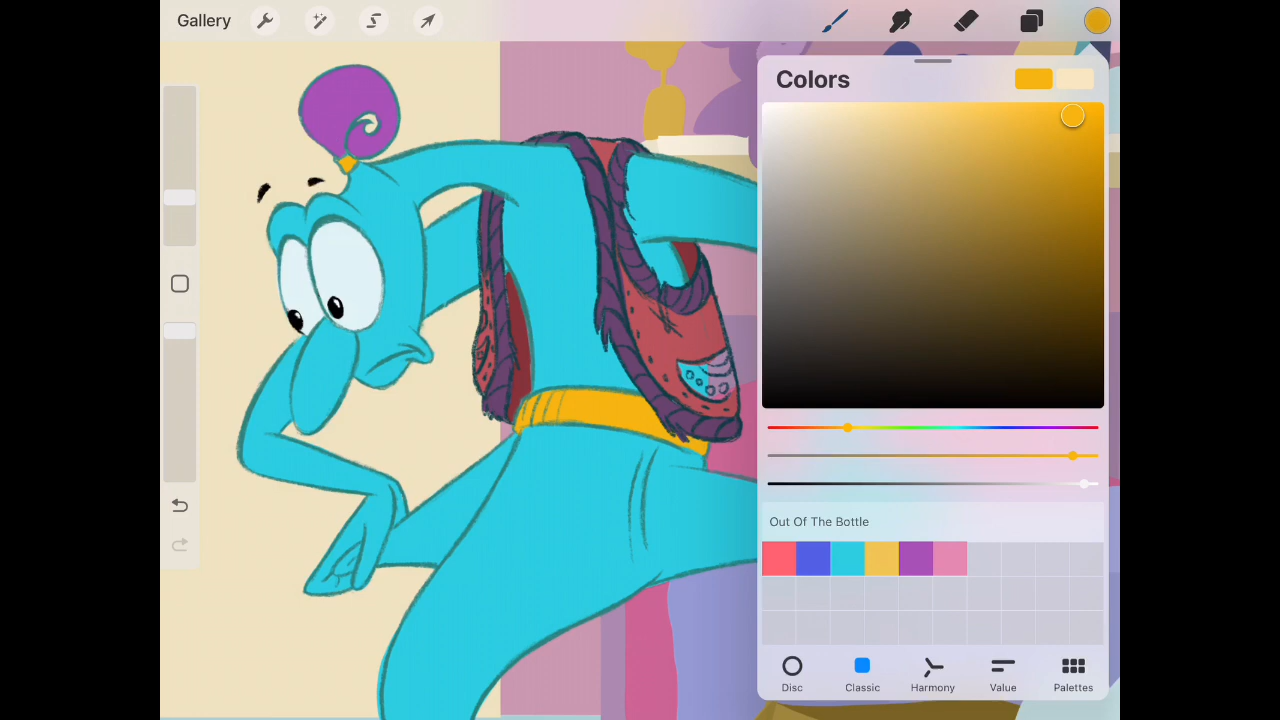 Gallery
Colors
Out Of The Bottle
Disc
Classic
Harmony
Value
Palettes